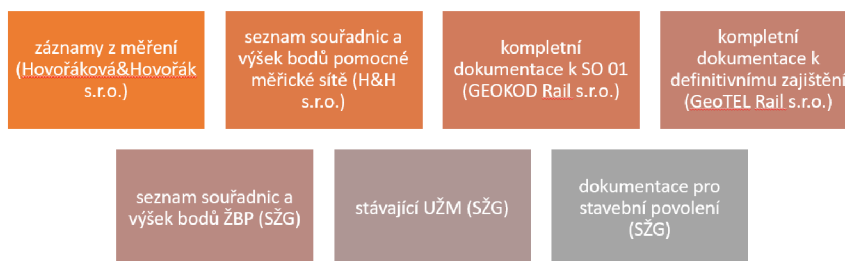 záznamy z měření
(Hovořáková&Hovořák
s.r.o.)
seznam souřadnic a
výšek bodů pomocné
měřické sítě (H&H
s.r.o.)
kompletní
dokumentace k SO 01
(GEOKOD Rail s.r.o.)
kompletní
dokumentace k
definitivnímu zajištění
(GeoTEL Rail s.r.o.)
seznam souřadnic a
výšek bodů ŽBP (SŽG)
stávající UŽM (SŽG)
dokumentace pro
stavební povolení
(SŽG)